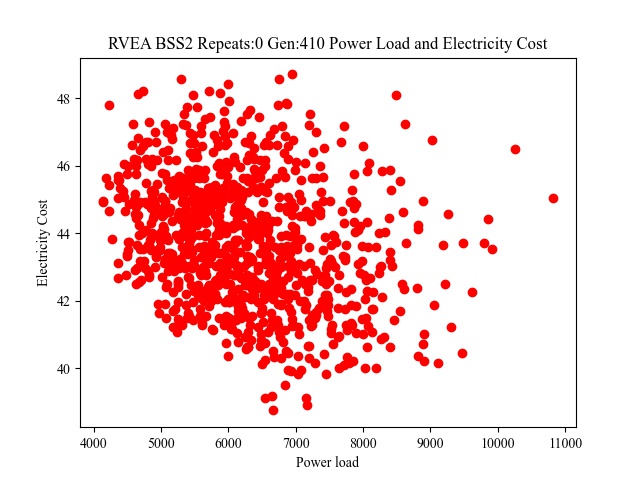 RVEA BSS2 Repeats:0 Gen:410 Power Load and Electricity Cost
48
46
44
42
40
Electricity Cost
4000 5000 6000 7000 8000 9000 10000 11000
Power load